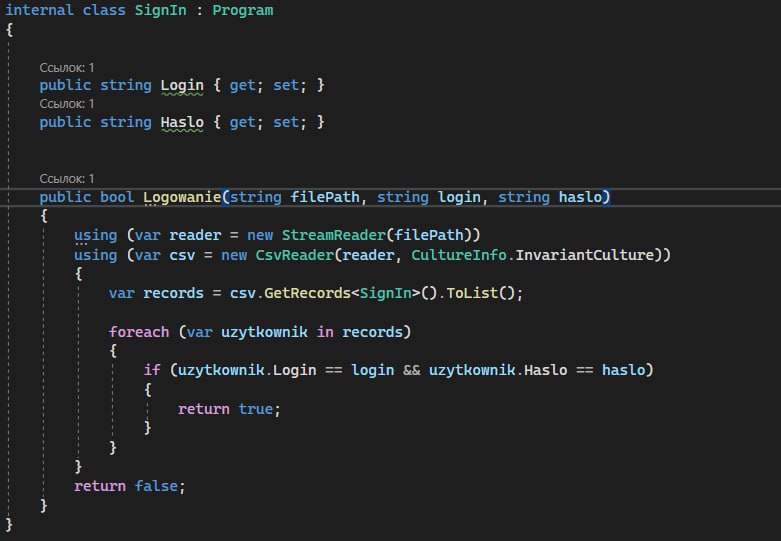 internal class SignIn : Program
{
Ссылок: 1
public string Login { get; set; }
Ссылок: 1
public string Haslo { get; set; }
Ссылок: 1
public bool Logowanie(string filePath, string login, string haslo)
{
using (var reader = new StreamReader(filePath))
using (var csv = new CsvReader(reader, CultureInfo.InvariantCulture))
{
var records = csv.GetRecords<SignIn>().ToList();
foreach (var uzytkownik in records)
{
if (uzytkownik.Login == login && uzytkownik.Haslo == haslo)
{
return true;
}
}
}
return false;
}
}